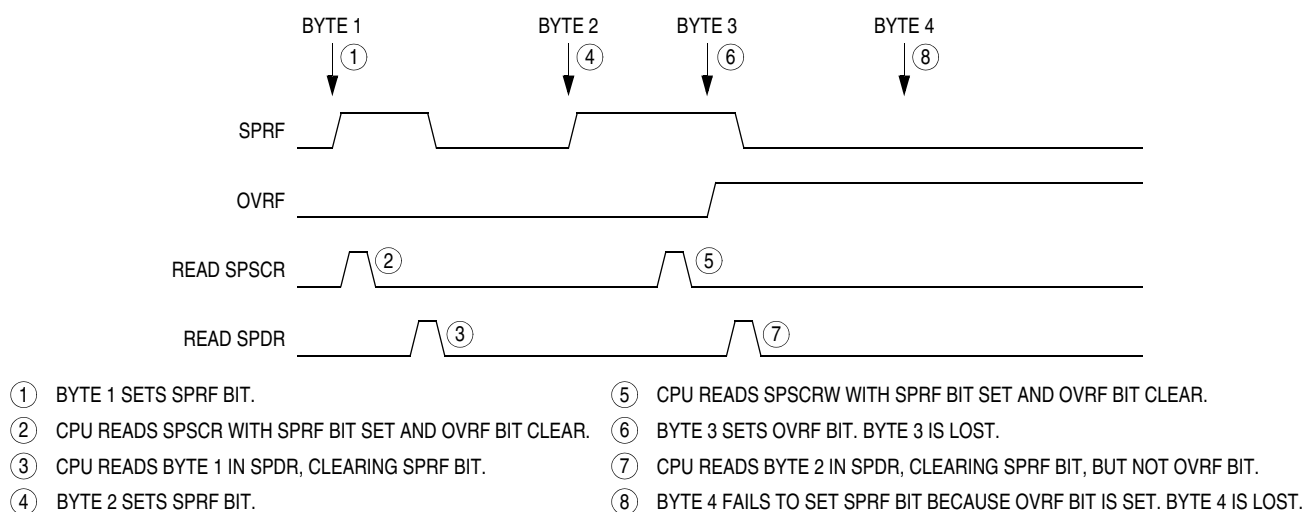 BYTE 1 BYTE 2 BYTE 3 BYTE 4
1 4 6 8
SPRF
OVRF
READ SPSCR 2 5
READ SPDR 3 7
1 BYTE 1 SETS SPRF BIT.
2 CPU READS SPSCR WITH SPRF BIT SET AND OVRF BIT CLEAR.
3 CPU READS BYTE 1 IN SPDR, CLEARING SPRF BIT.
4 BYTE 2 SETS SPRF BIT.
5 CPU READS SPSCRW WITH SPRF BIT SET AND OVRF BIT CLEAR.
6 BYTE 3 SETS OVRF BIT. BYTE 3 IS LOST.
7 CPU READS BYTE 2 IN SPDR, CLEARING SPRF BIT, BUT NOT OVRF BIT.
8 BYTE 4 FAILS TO SET SPRF BIT BECAUSE OVRF BIT IS SET. BYTE 4 IS LOST.